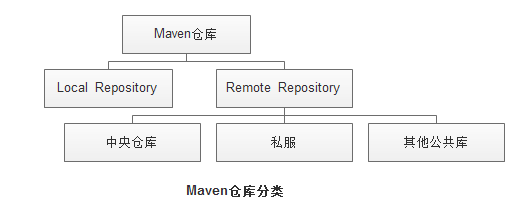 Maven仓库
Local Repository
Remote Repository
中央仓库
私服
其他公共库
Maven仓库分类